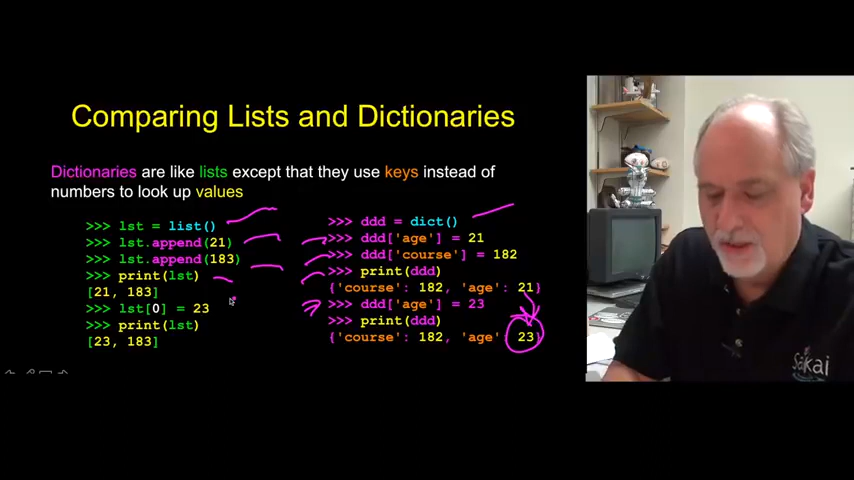 Comparing Lists and Dictionaries
Dictionaries are like lists except that they use keys instead of
numbers to look up values
>>> lst = list()
>>> lst.append(21)
>>> lst.append(183)
>>> print(lst)
[21, 183]
>>> lst[0] = 23
>>> print(lst)
[23, 183]
>>> ddd = dict()
>>> ddd['age'] = 21
>>> ddd['course'] = 182
>>> print(ddd)
{'course': 182, 'age': 21}
>>> ddd['age'] = 23
>>> print(ddd)
{'course': 182, 'age': 23}
Sakai